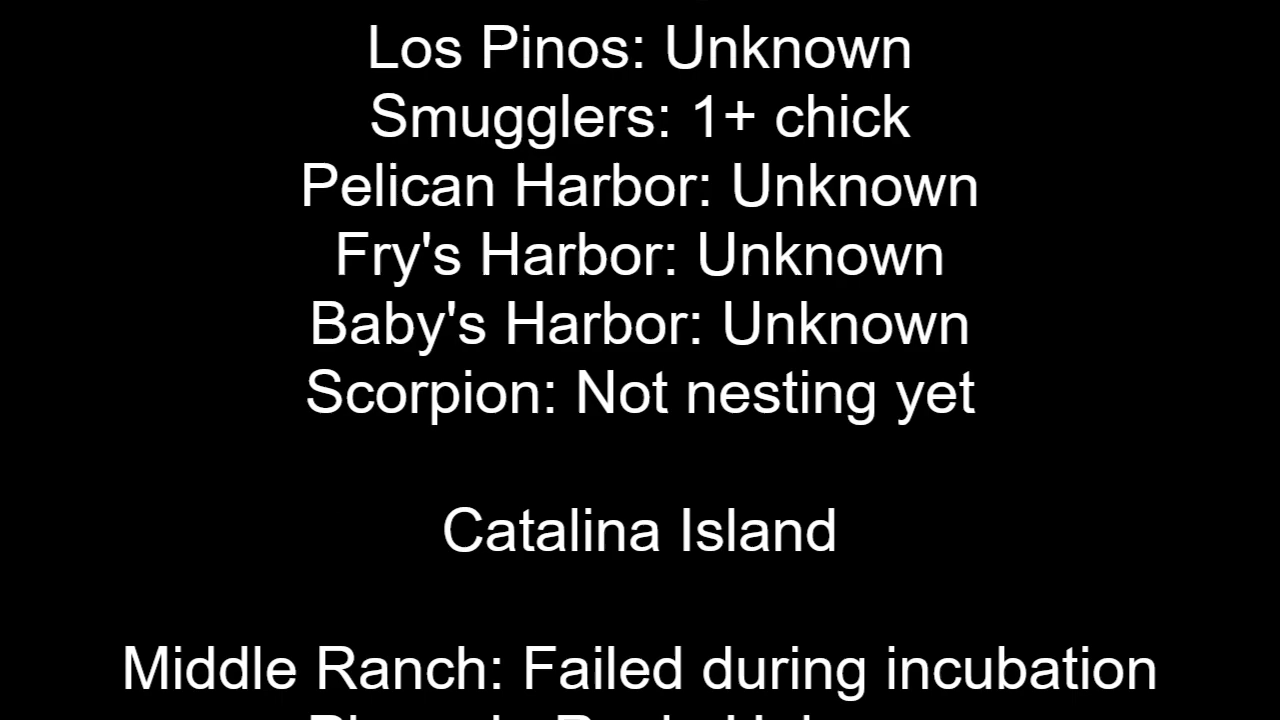 Los Pinos: Unknown
Smugglers: 1+ chick
Pelican Harbor: Unknown
Fry's Harbor: Unknown
Baby's Harbor: Unknown
Scorpion: Not nesting yet
Catalina Island
Middle Ranch: Failed during incubation